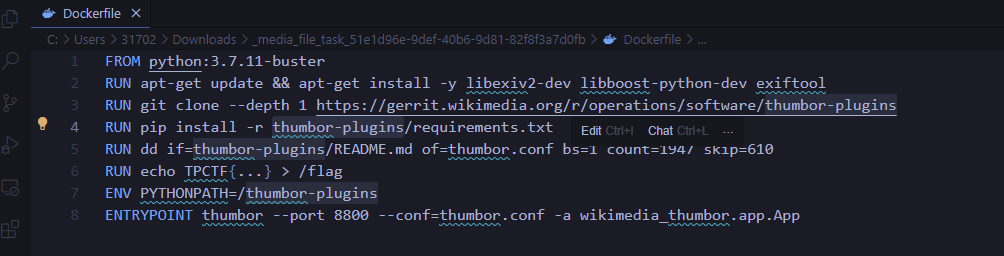 Dockerfile
C: > Users > 31702 > Downloads > _media_file_task_51e1d96e-9def-40b6-9d81-82f8f3a7d0fb > Dockerfile > ...
1 FROM python:3.7.11-buster
2 RUN apt-get update && apt-get install -y libexiv2-dev libboost-python-dev exiftool
3 RUN git clone --depth 1 https://gerrit.wikimedia.org/r/operations/software/thumbor-plugins
4 RUN pip install -r thumbor-plugins/requirements.txt Edit Ctrl+I Chat Ctrl+L ...
5 RUN dd if=thumbor-plugins/README.md of=thumbor.conf bs=1 count=1947 skip=610
6 RUN echo TPCTF{...} > /flag
7 ENV PYTHONPATH=/thumbor-plugins
8 ENTRYPOINT thumbor --port 8800 --conf=thumbor.conf -a wikimedia_thumbor.app.App